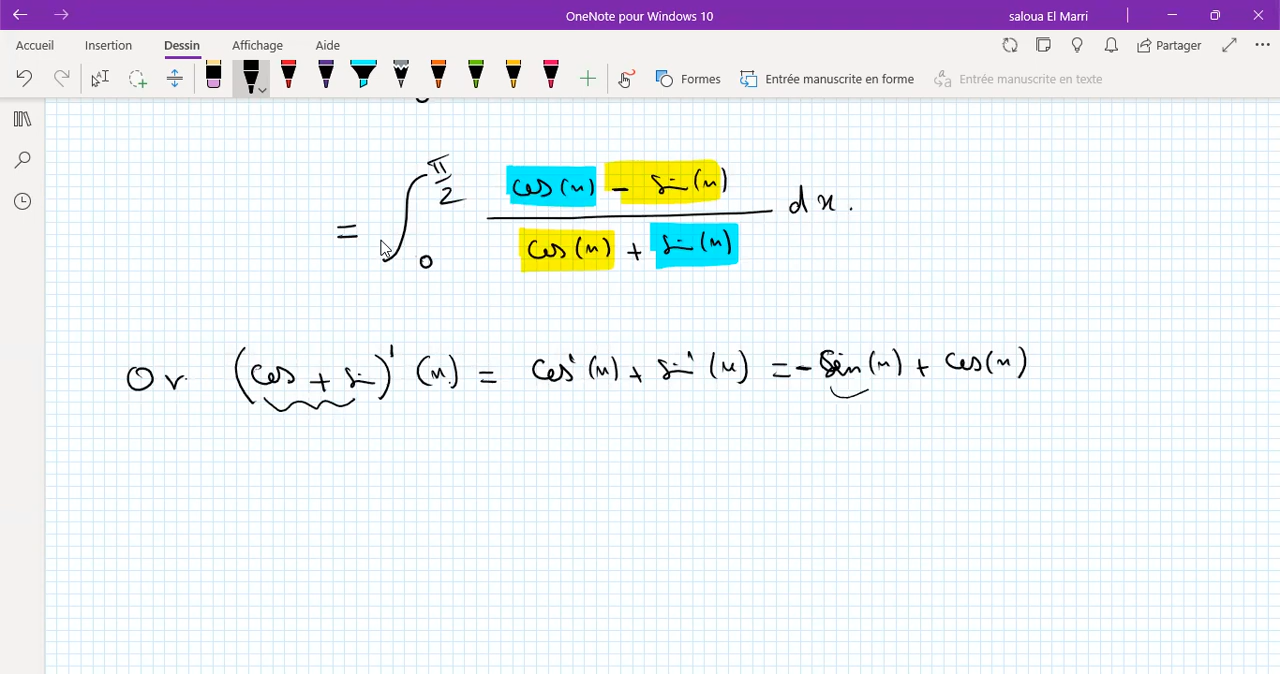 OneNote pour Windows 10
saloua El Marri
Accueil Insertion Dessin Affichage Aide
Partager
Formes Entrée manuscrite en forme Entrée manuscrite en texte
= ∫₀^(π/2) (cos(x) - sin(x)) / (cos(x) + sin(x)) dx.
Or (cos + sin)'(x) = cos'(x) + sin'(x) = -sin(x) + cos(x)